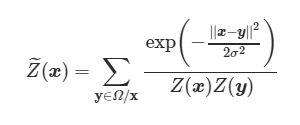 $$\widetilde{Z}(\boldsymbol{x}) = \sum_{\mathbf{y} \in \Omega/\mathbf{x}} \frac{\exp\left(-\frac{||\boldsymbol{x}-\boldsymbol{y}||^2}{2\sigma^2}\right)}{Z(\boldsymbol{x})Z(\boldsymbol{y})}$$